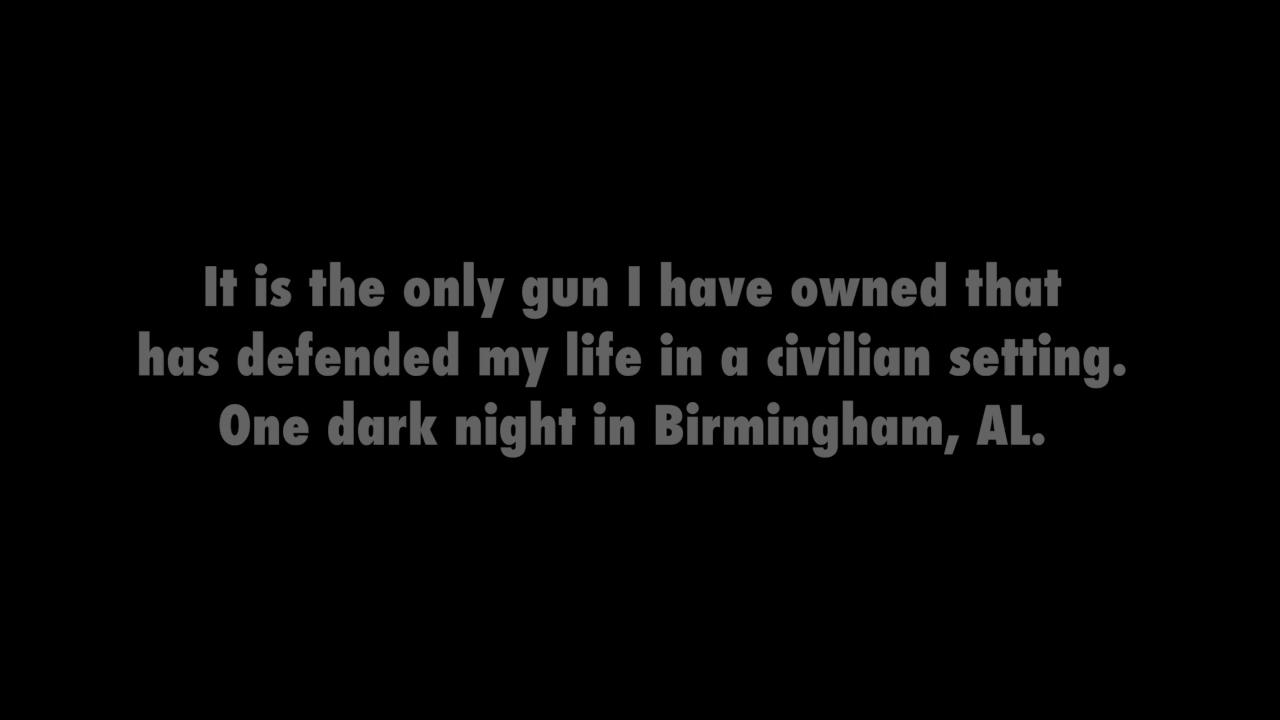 It is the only gun I have owned that
has defended my life in a civilian setting.
One dark night in Birmingham, AL.